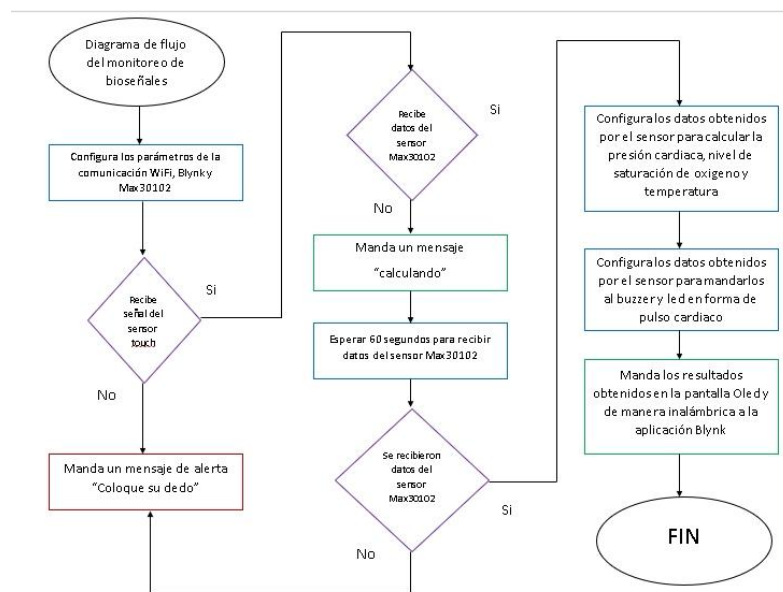 Diagrama de flujo
del monitoreo de
bioseñales
Configura los parámetros de la
comunicación WiFi, Blynk y
Max30102
Recibe
señal del
sensor
touch
Si
No
Manda un mensaje de alerta
“Coloque su dedo”
Recibe
datos del
sensor
Max30102
Si
No
Manda un mensaje
“calculando”
Esperar 60 segundos para recibir
datos del sensor Max30102
Se recibieron
datos del
sensor
Max30102
Si
No
Configura los datos obtenidos
por el sensor para calcular la
presión cardiaca, nivel de
saturación de oxigeno y
temperatura
Configura los datos obtenidos
por el sensor para mandarlos
al buzzer y led en forma de
pulso cardiaco
Manda los resultados
obtenidos en la pantalla Oled y
de manera inalámbrica a la
aplicación Blynk
FIN